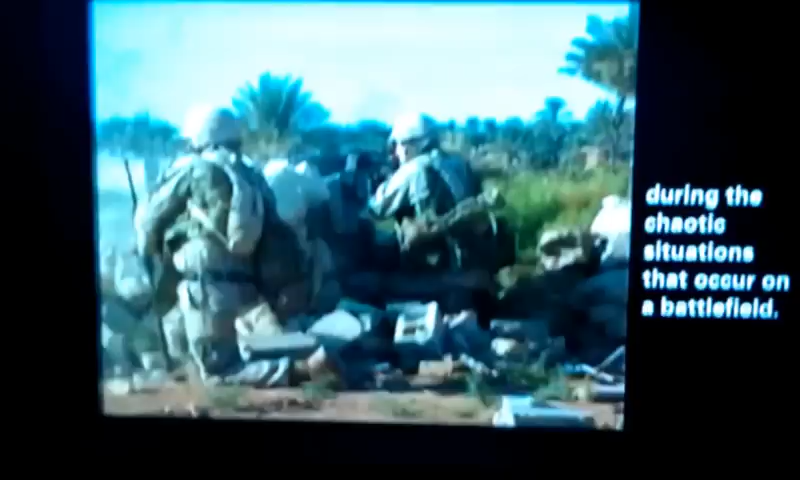 during the
chaotic
situations
that occur on
a battlefield.